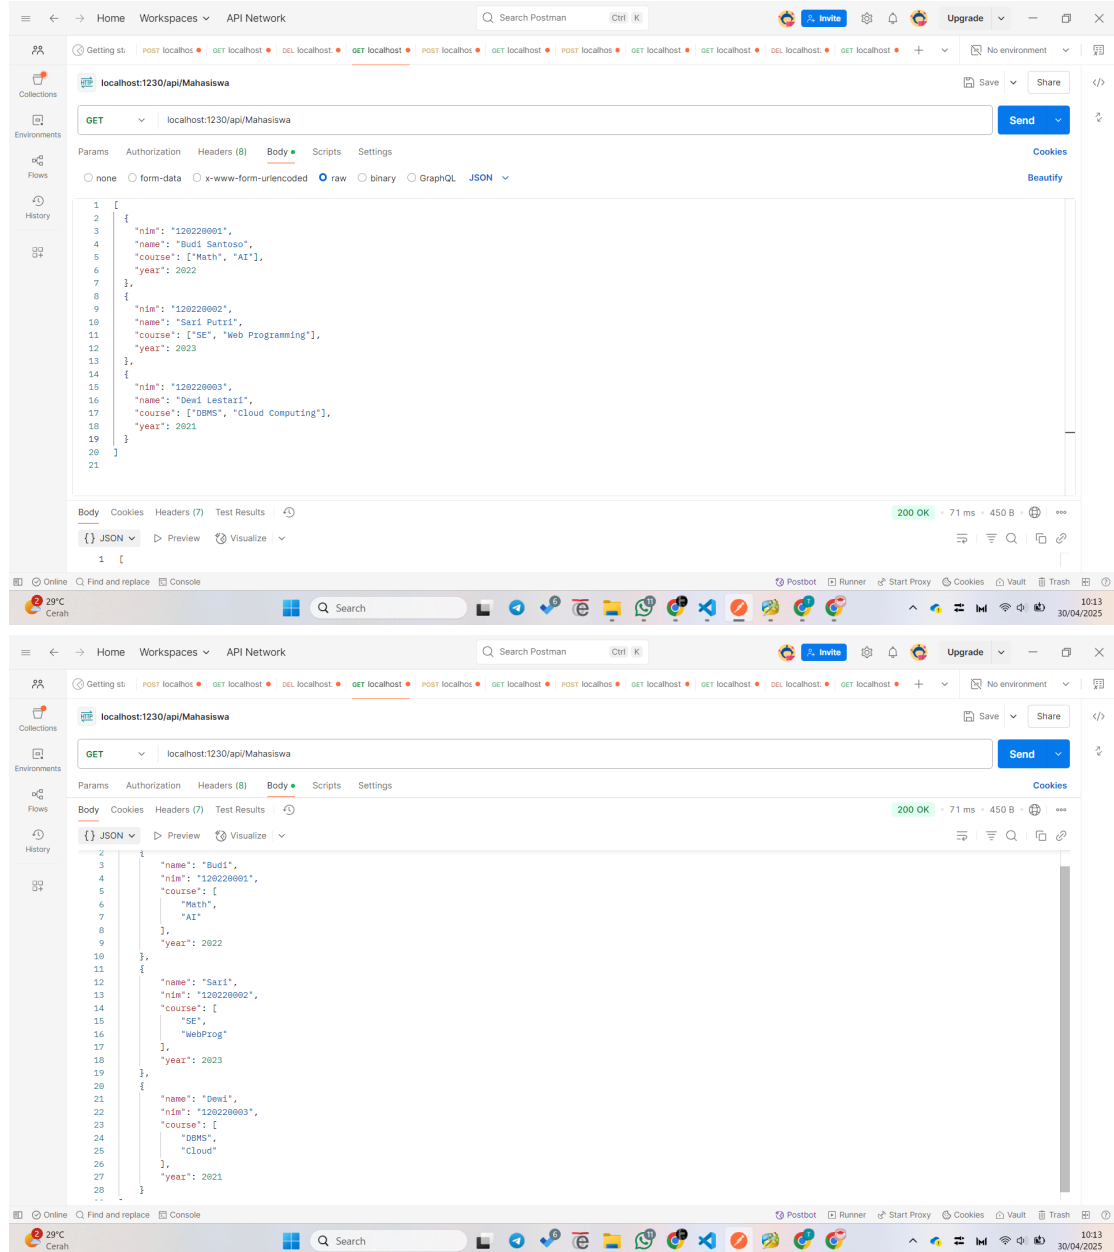 Home Workspaces API Network Search Postman Ctrl K Invite Upgrade
Getting st POST localhos GET localhost DEL localhost: GET localhost POST localhos GET localhost POST localhos GET localhost GET localhost DEL localhost: GET localhost No environment
Collections
Environments
Flows
History
HTTP localhost:1230/api/Mahasiswa Save Share
GET localhost:1230/api/Mahasiswa Send
Params Authorization Headers (8) Body Scripts Settings Cookies
none form-data x-www-form-urlencoded raw binary GraphQL JSON Beautify
1 [
2 {
3 "nim": "120220001",
4 "name": "Budi Santoso",
5 "course": ["Math", "AI"],
6 "year": 2022
7 },
8 {
9 "nim": "120220002",
10 "name": "Sari Putri",
11 "course": ["SE", "Web Programming"],
12 "year": 2023
13 },
14 {
15 "nim": "120220003",
16 "name": "Dewi Lestari",
17 "course": ["DBMS", "Cloud Computing"],
18 "year": 2021
19 }
20 ]
21
Body Cookies Headers (7) Test Results 200 OK 71 ms 450 B
{} JSON Preview Visualize
1 [
Online Find and replace Console Postbot Runner Start Proxy Cookies Vault Trash
2 29°C
Cerah
Search
6
11
10:13
30/04/2025
Home Workspaces API Network Search Postman Ctrl K Invite Upgrade
Getting st POST localhos GET localhost DEL localhost: GET localhost POST localhos GET localhost POST localhos GET localhost GET localhost DEL localhost: GET localhost No environment
Collections
Environments
Flows
History
HTTP localhost:1230/api/Mahasiswa Save Share
GET localhost:1230/api/Mahasiswa Send
Params Authorization Headers (8) Body Scripts Settings Cookies
Body Cookies Headers (7) Test Results 200 OK 71 ms 450 B
{} JSON Preview Visualize
2 {
3 "name": "Budi",
4 "nim": "120220001",
5 "course": [
6 "Math",
7 "AI"
8 ],
9 "year": 2022
10 },
11 {
12 "name": "Sari",
13 "nim": "120220002",
14 "course": [
15 "SE",
16 "WebProg"
17 ],
18 "year": 2023
19 },
20 {
21 "name": "Dewi",
22 "nim": "120220003",
23 "course": [
24 "DBMS",
25 "Cloud"
26 ],
27 "year": 2021
28 }
Online Find and replace Console Postbot Runner Start Proxy Cookies Vault Trash
2 29°C
Cerah
Search
6
11
10:13
30/04/2025